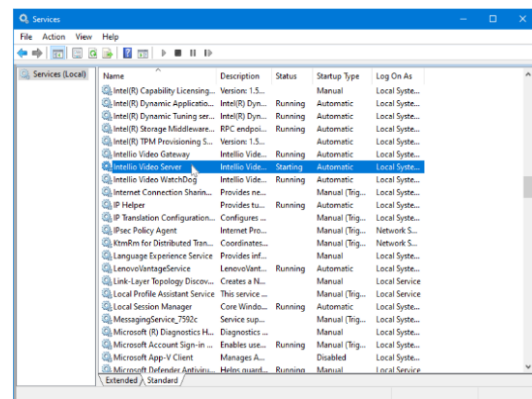 Services
File Action View Help
Services (Local)
Name Description Status Startup Type Log On As
Intel(R) Capability Licensing... Version: 1.5... Manual Local Syste...
Intel(R) Dynamic Applicatio... Intel(R) Dyn... Running Automatic Local Syste...
Intel(R) Dynamic Tuning ser... Intel(R) Dyn... Running Automatic Local Syste...
Intel(R) Storage Middleware... RPC endpoi... Running Automatic Local Syste...
Intel(R) TPM Provisioning S... Version: 1.5... Automatic Local Syste...
Intellio Video Gateway Intellio Vide... Running Automatic Local Syste...
Intellio Video Server Intellio Vide... Starting Automatic Local Syste...
Intellio Video WatchDog Intellio Vide... Running Automatic Local Syste...
Internet Connection Sharin... Provides ne... Manual (Trig... Local Syste...
IP Helper Provides tu... Running Automatic Local Syste...
IP Translation Configuration... Configures ... Manual (Trig... Local Syste...
IPsec Policy Agent Internet Pro... Manual (Trig... Network S...
KtmRm for Distributed Tran... Coordinates... Manual (Trig... Network S...
Language Experience Service Provides inf... Manual Local Syste...
LenovoVantageService LenovoVant... Running Automatic Local Syste...
Link-Layer Topology Discov... Creates a N... Manual Local Service
Local Profile Assistant Service This service ... Manual (Trig... Local Service
Local Session Manager Core Windo... Running Automatic Local Syste...
MessagingService_7592c Service sup... Manual (Trig... Local Syste...
Microsoft (R) Diagnostics H... Diagnostics ... Manual Local Syste...
Microsoft Account Sign-in ... Enables use... Running Manual (Trig... Local Syste...
Microsoft App-V Client Manages A... Disabled Local Syste...
Microsoft Defender Antiviru... Helps guard... Running Manual Local Service
Extended Standard